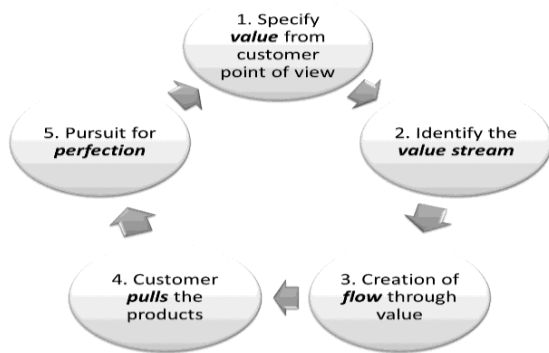 1. Specify
value from
customer
point of view
2. Identify the
value stream
3. Creation of
flow through
value
4. Customer
pulls the
products
5. Pursuit for
perfection